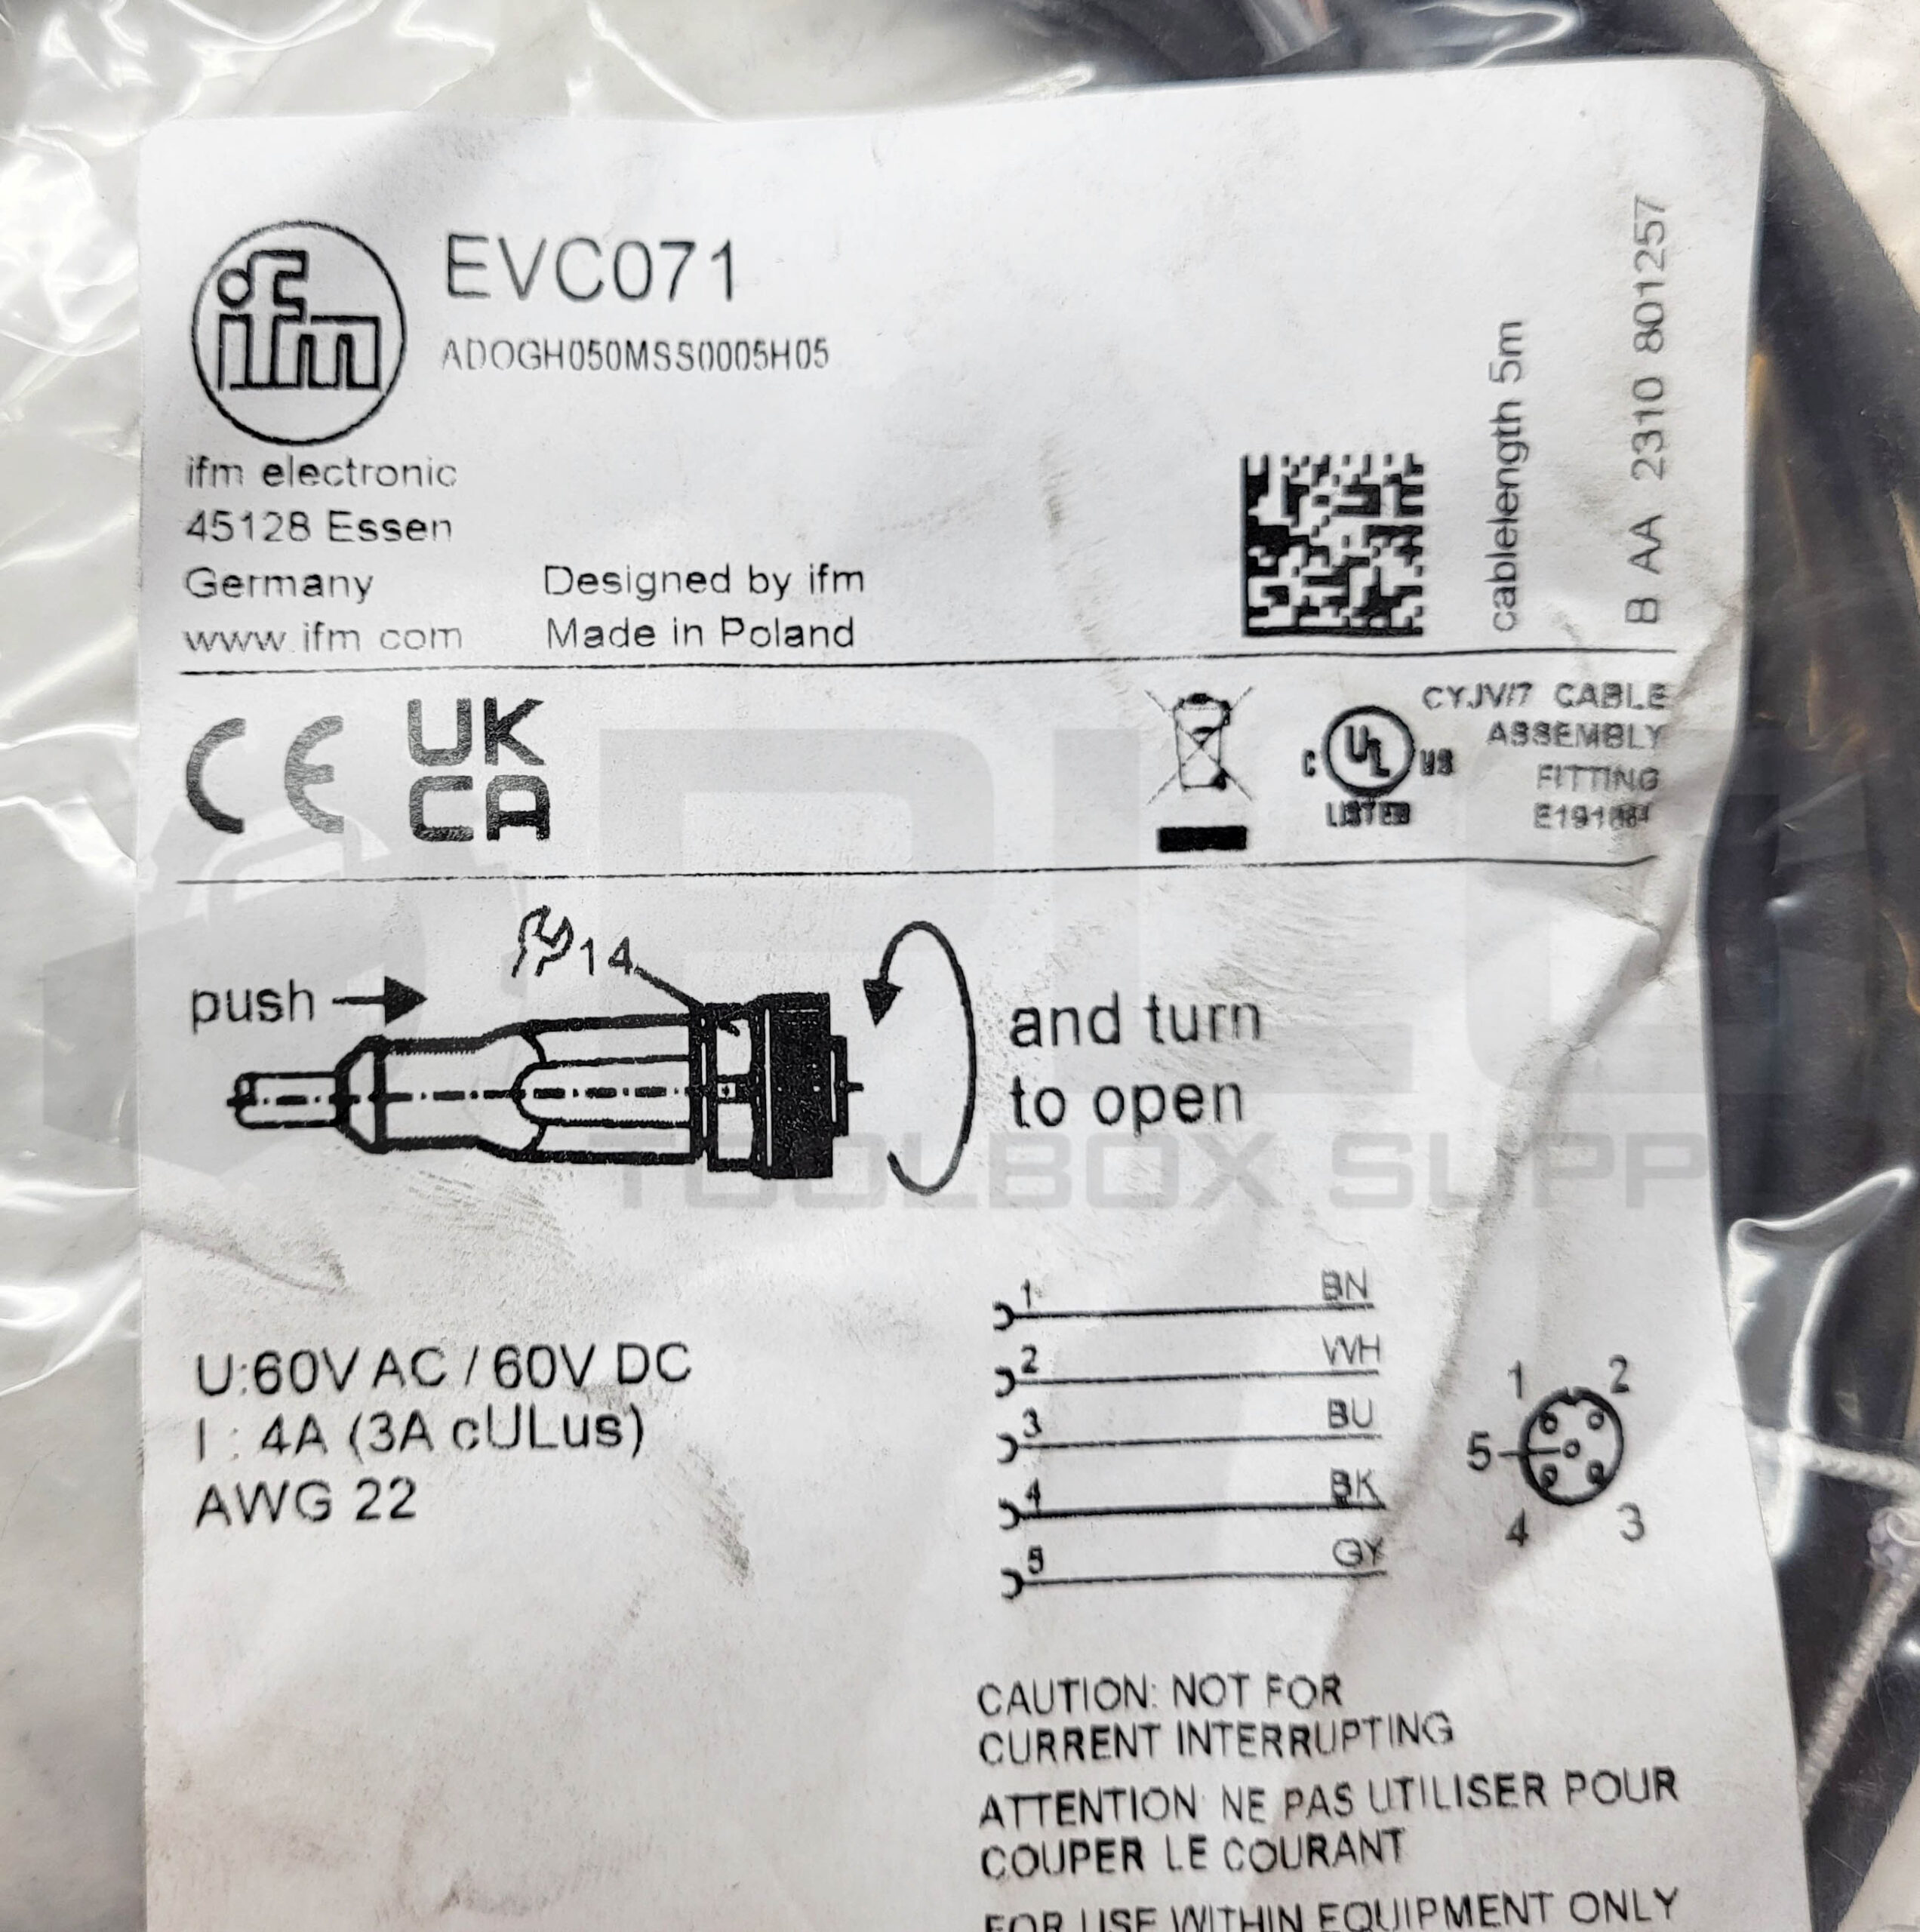 ifm
EVC071
ADOGH050MSS0005H05
ifm electronic
45128 Essen
Germany
www.ifm.com
Designed by ifm
Made in Poland
cablelength 5m
B AA 2310 801257
CE
UK
CA
C UL US
LISTED
CYJV/7 CABLE
ASSEMBLY
FITTING
push
14
and turn
to open
TOOLBOX SUPP
U:60V AC / 60V DC
I : 4A (3A cULus)
AWG 22
1 BN
2 WH
3 BU
4 BK
5 GY
1 2
5
4 3
CAUTION: NOT FOR
CURRENT INTERRUPTING
ATTENTION: NE PAS UTILISER POUR
COUPER LE COURANT
FOR USE WITHIN EQUIPMENT ONLY